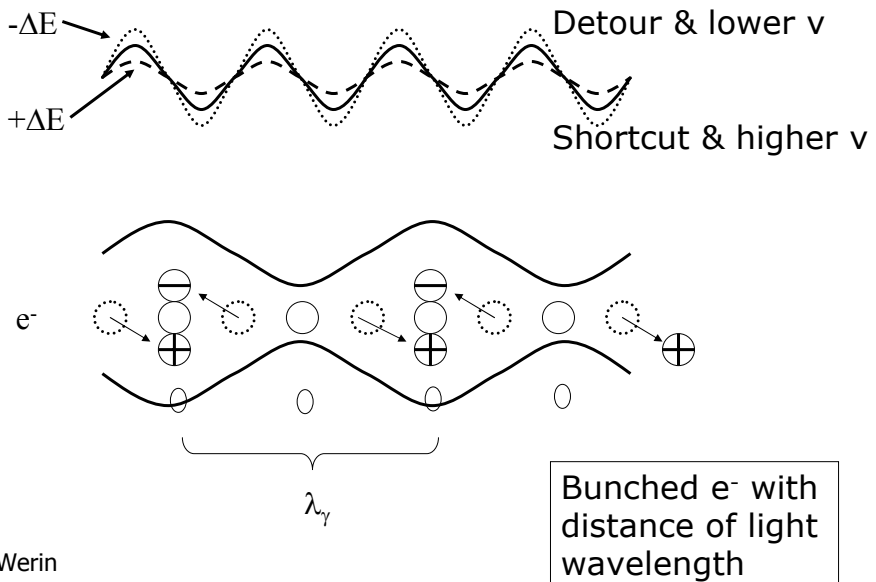 -ΔE
Detour & lower v
+ΔE
Shortcut & higher v
e-
λγ
Bunched e- with
distance of light
wavelength
Werin